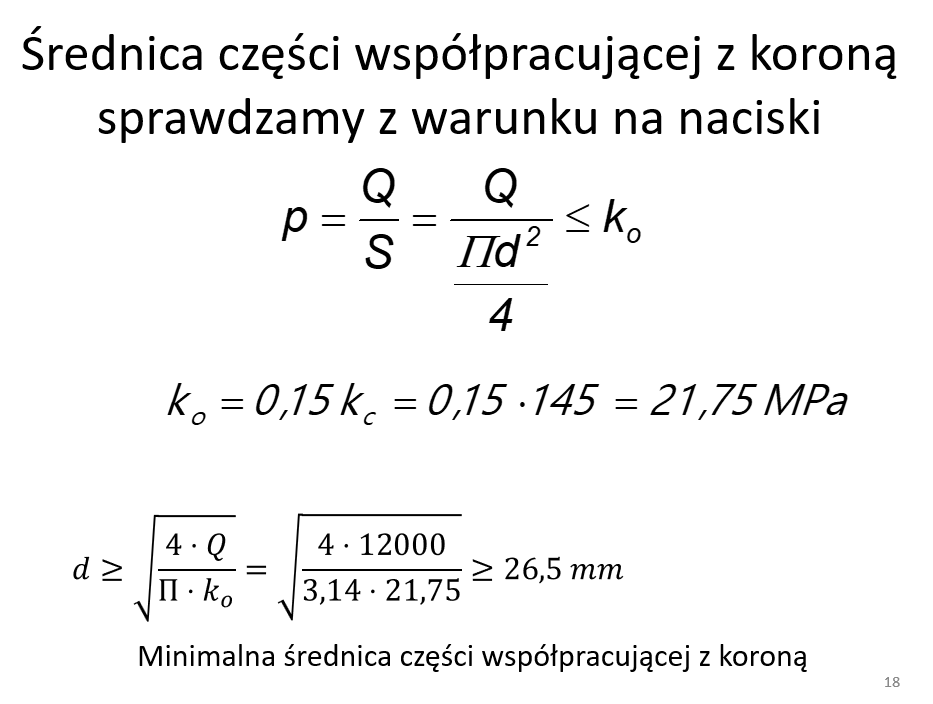 Średnica części współpracującej z koroną
sprawdzamy z warunku na naciski
p = Q/S = Q/(Πd²/4) ≤ kₒ
kₒ = 0,15 k_c = 0,15 ·145 = 21,75 MPa
d ≥ √(4 · Q / Π · kₒ) = √(4 · 12000 / 3,14 · 21,75) ≥ 26,5 mm
Minimalna średnica części współpracującej z koroną
18